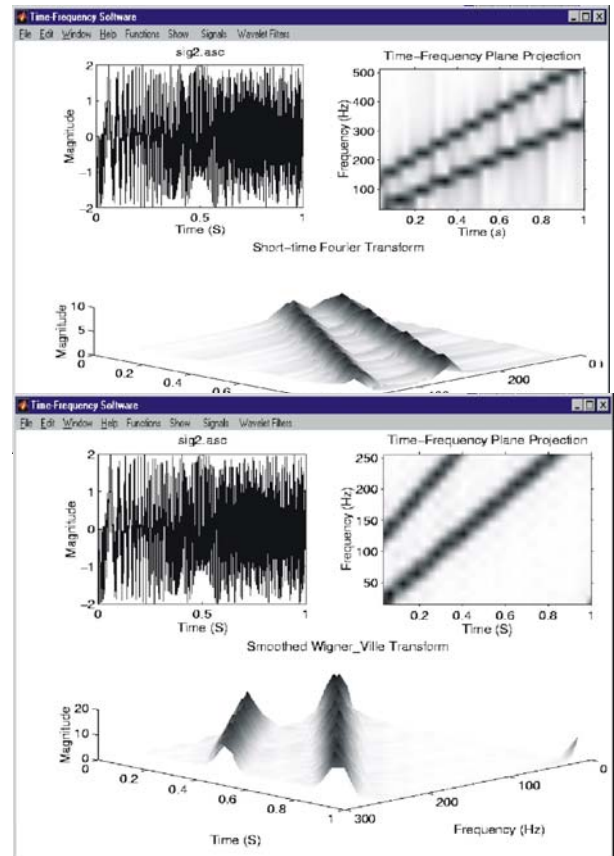 Time-Frequency Software
File Edit Window Help Functions Show Signals Wavelet Filters
sig2.asc
Magnitude
2
1
0
-1
-2
0 0.5 1
Time (S)
Time-Frequency Plane Projection
Frequency (Hz)
500
400
300
200
100
0.2 0.4 0.6 0.8 1
Time (s)
Short-time Fourier Transform
Magnitude
10
5
0
0 0.2 0.4 0.6
200
Time-Frequency Software
File Edit Window Help Functions Show Signals Wavelet Filters
sig2.asc
Magnitude
2
1
0
-1
-2
0 0.5 1
Time (S)
Time-Frequency Plane Projection
Frequency (Hz)
250
200
150
100
50
0.2 0.4 0.6 0.8 1
Time (S)
Smoothed Wigner_Ville Transform
Magnitude
20
10
0
0 0.2 0.4 0.6 0.8 1
Time (S)
300 200 100 0
Frequency (Hz)